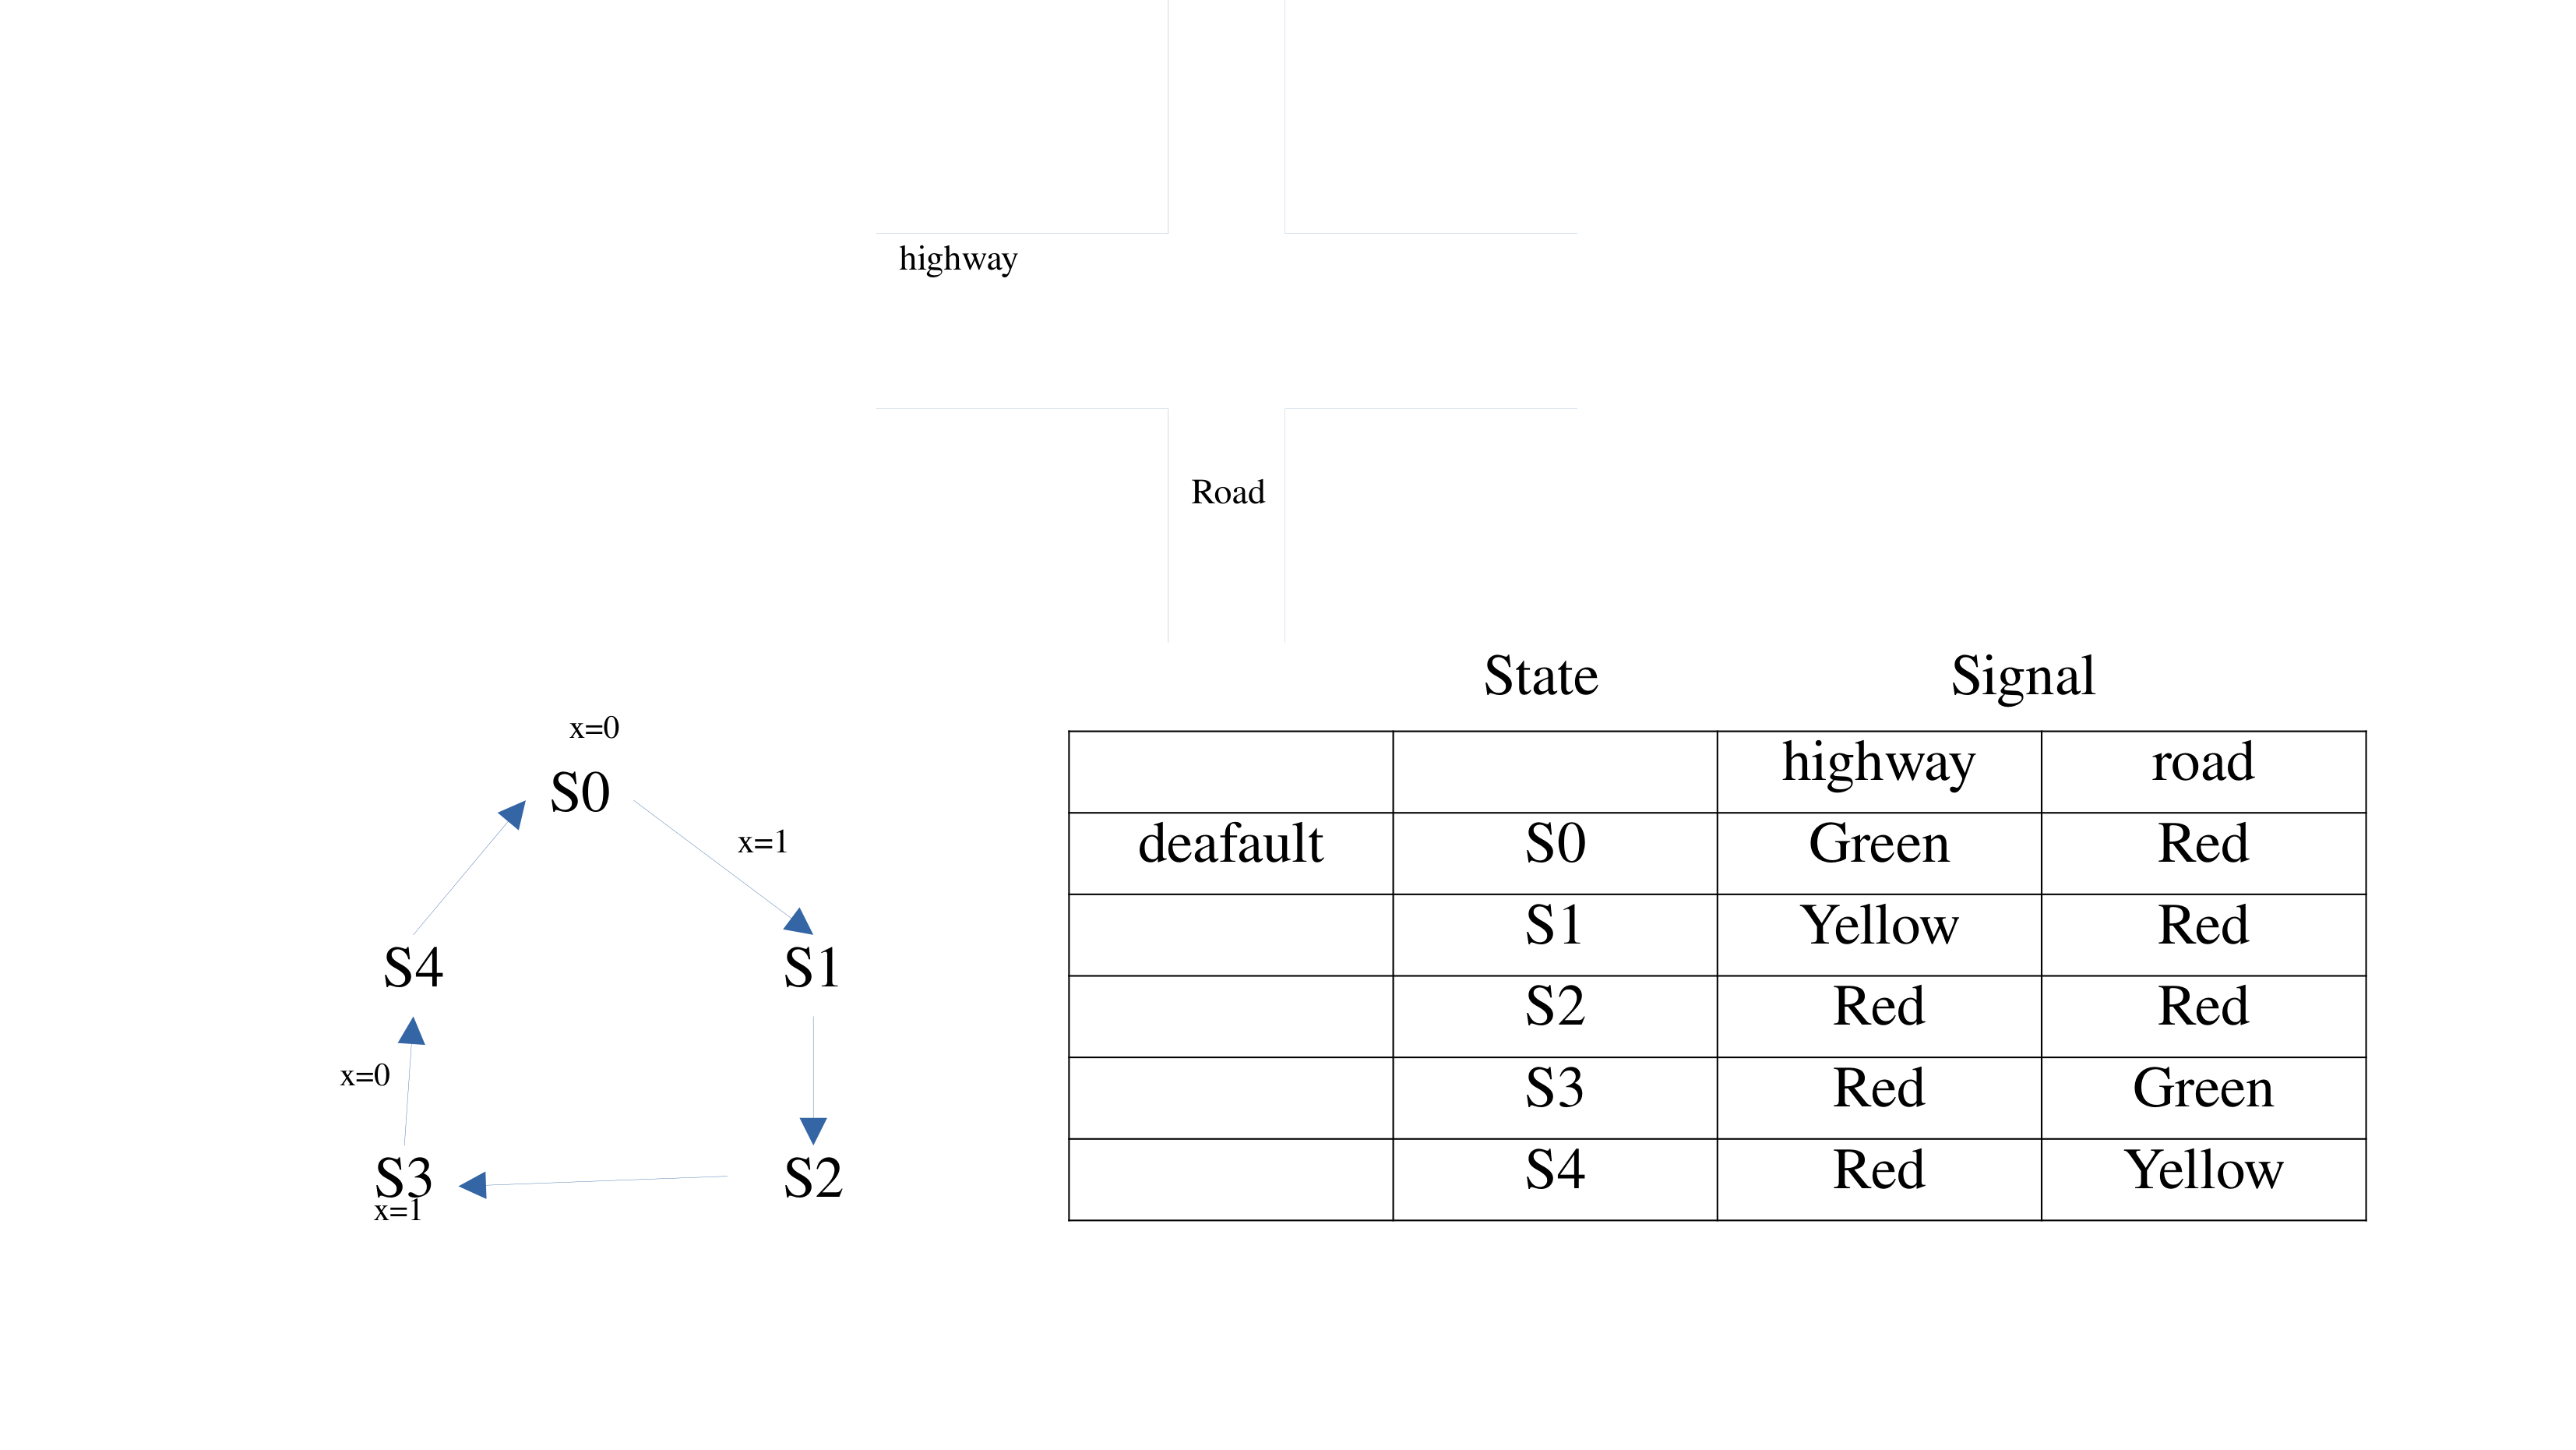 highway
Road
State Signal
x=0
S0
x=1
S4
S1
x=0
S3
x=1
S2
highway road
deafault S0 Green Red
S1 Yellow Red
S2 Red Red
S3 Red Green
S4 Red Yellow